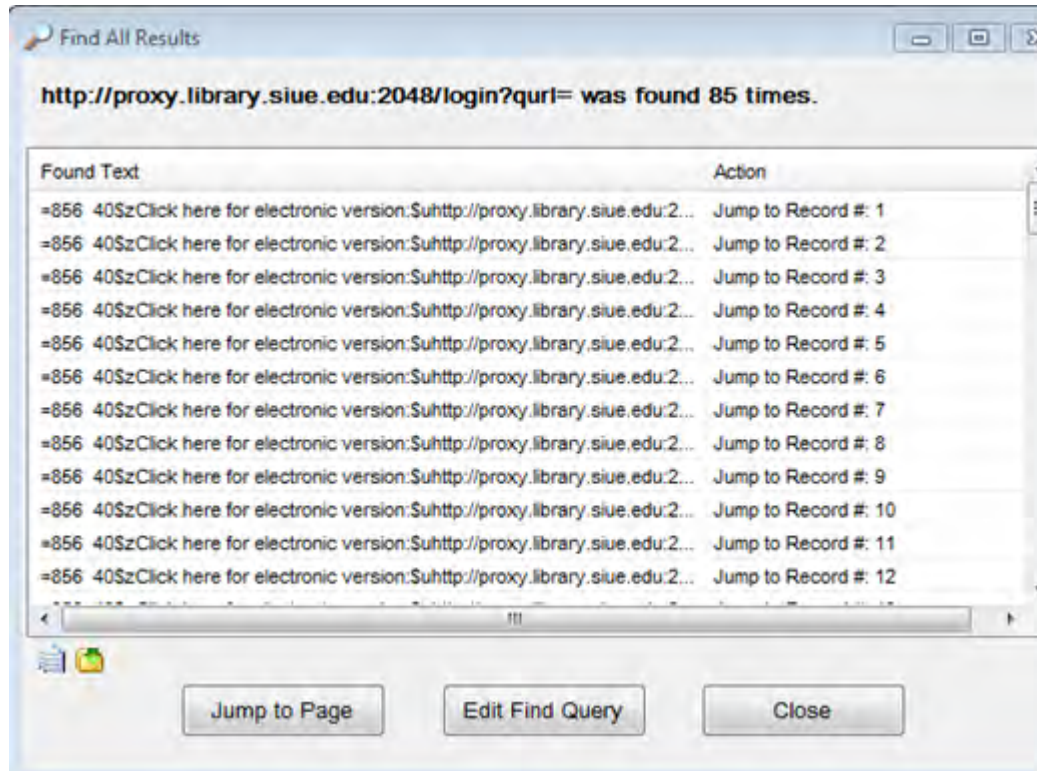 Find All Results
http://proxy.library.siue.edu:2048/login?qurl= was found 85 times.
Found Text Action
=856 40$zClick here for electronic version:$uhttp://proxy.library.siue.edu:2... Jump to Record #: 1
=856 40$zClick here for electronic version:$uhttp://proxy.library.siue.edu:2... Jump to Record #: 2
=856 40$zClick here for electronic version:$uhttp://proxy.library.siue.edu:2... Jump to Record #: 3
=856 40$zClick here for electronic version:$uhttp://proxy.library.siue.edu:2... Jump to Record #: 4
=856 40$zClick here for electronic version:$uhttp://proxy.library.siue.edu:2... Jump to Record #: 5
=856 40$zClick here for electronic version:$uhttp://proxy.library.siue.edu:2... Jump to Record #: 6
=856 40$zClick here for electronic version:$uhttp://proxy.library.siue.edu:2... Jump to Record #: 7
=856 40$zClick here for electronic version:$uhttp://proxy.library.siue.edu:2... Jump to Record #: 8
=856 40$zClick here for electronic version:$uhttp://proxy.library.siue.edu:2... Jump to Record #: 9
=856 40$zClick here for electronic version:$uhttp://proxy.library.siue.edu:2... Jump to Record #: 10
=856 40$zClick here for electronic version:$uhttp://proxy.library.siue.edu:2... Jump to Record #: 11
=856 40$zClick here for electronic version:$uhttp://proxy.library.siue.edu:2... Jump to Record #: 12
Jump to Page Edit Find Query Close